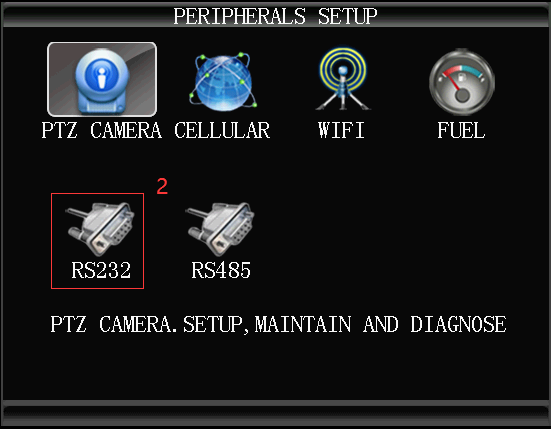 PERIPHERALS SETUP
PTZ CAMERA CELLULAR WIFI FUEL
2
RS232 RS485
PTZ CAMERA.SETUP,MAINTAIN AND DIAGNOSE